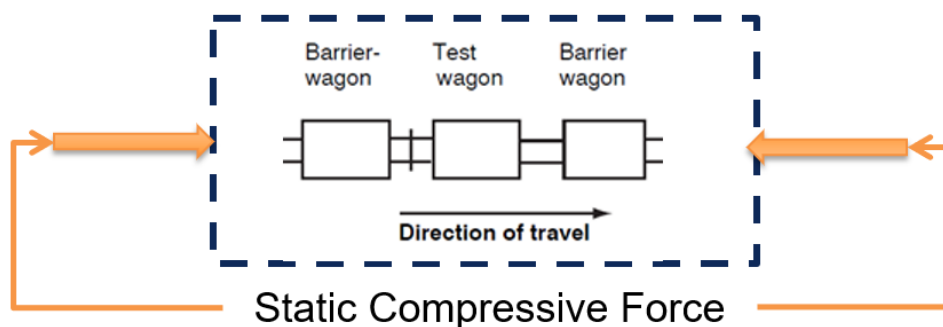 Barrier-
wagon
Test
wagon
Barrier
wagon
Direction of travel
Static Compressive Force